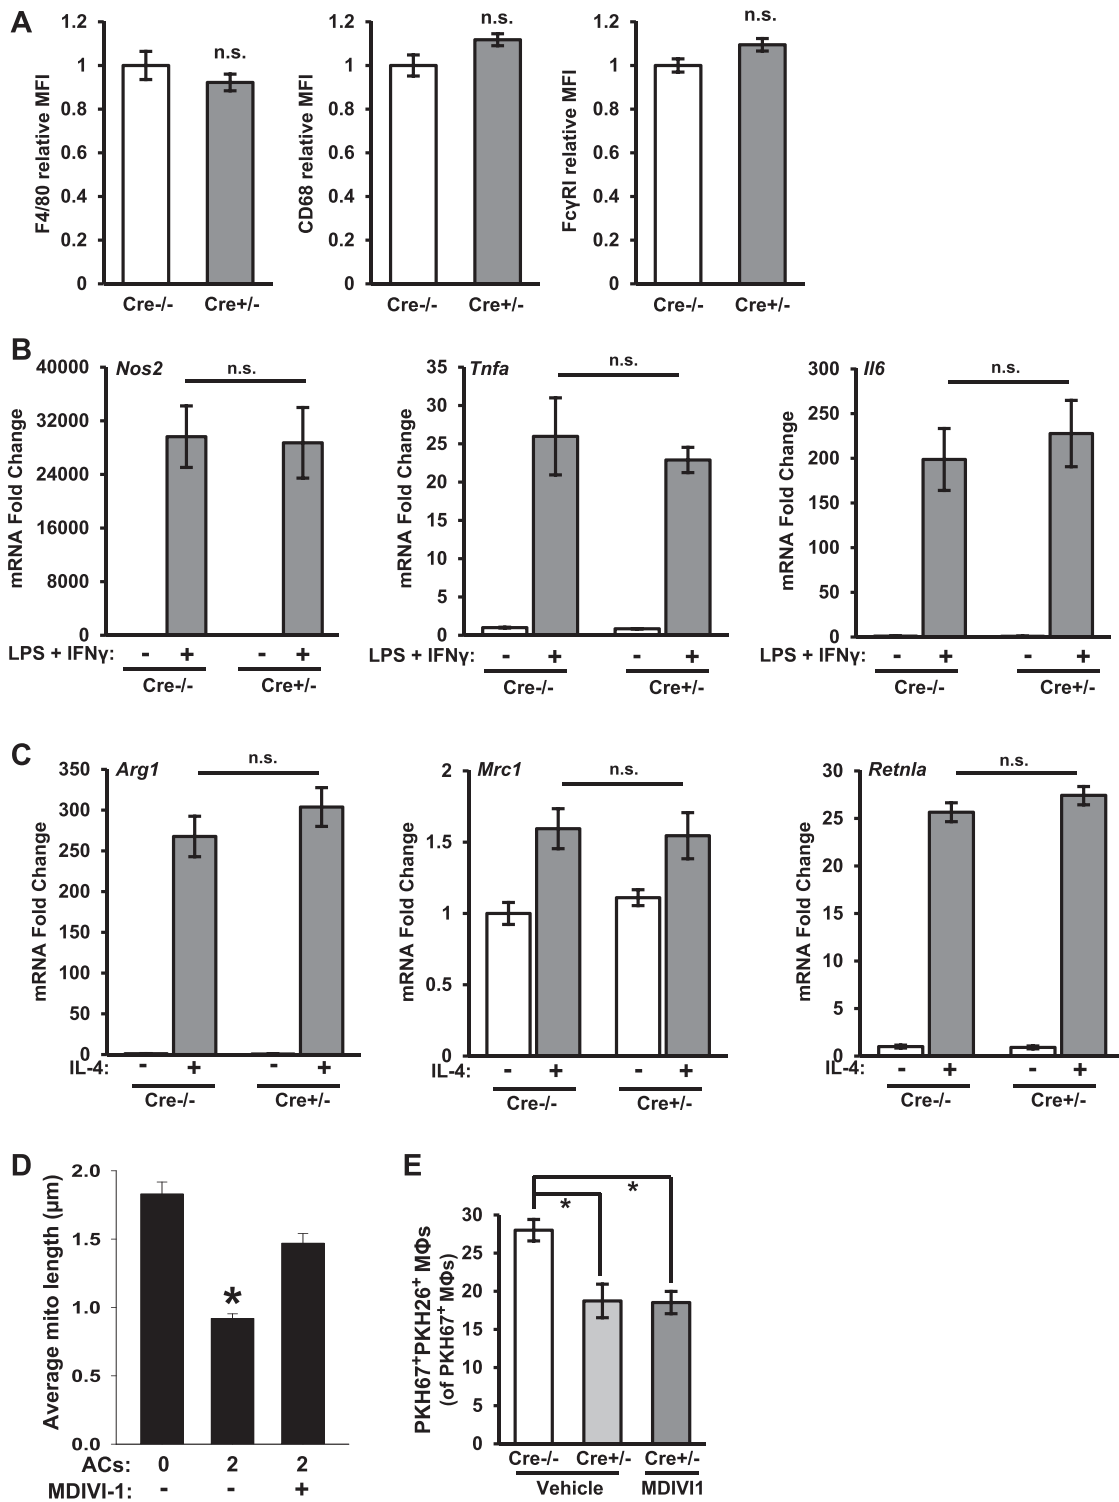 A
F4/80 relative MFI
1.2
1
0.8
0.6
0.4
0.2
0
n.s.
Cre-/- Cre+/-
CD68 relative MFI
1.2
1
0.8
0.6
0.4
0.2
0
n.s.
Cre-/- Cre+/-
FcγRI relative MFI
1.2
1
0.8
0.6
0.4
0.2
0
n.s.
Cre-/- Cre+/-
B
Nos2
n.s.
mRNA Fold Change
40000
32000
24000
16000
8000
0
LPS + IFNγ: - + - +
Cre-/- Cre+/-
Tnfa
n.s.
mRNA Fold Change
35
30
25
20
15
10
5
0
LPS + IFNγ: - + - +
Cre-/- Cre+/-
Il6
n.s.
mRNA Fold Change
300
250
200
150
100
50
0
LPS + IFNγ: - + - +
Cre-/- Cre+/-
C
Arg1
n.s.
mRNA Fold Change
350
300
250
200
150
100
50
0
IL-4: - + - +
Cre-/- Cre+/-
Mrc1
n.s.
mRNA Fold Change
2
1.5
1
0.5
0
IL-4: - + - +
Cre-/- Cre+/-
Retnla
n.s.
mRNA Fold Change
30
25
20
15
10
5
0
IL-4: - + - +
Cre-/- Cre+/-
D
Average mito length (µm)
2.0
1.5
1.0
0.5
0.0
*
ACs: 0 2 2
MDIVI-1: - - +
E
PKH67⁺PKH26⁺ MΦs
(of PKH67⁺ MΦs)
30
25
20
15
10
5
0
*
*
Cre-/- Cre+/- Cre+/-
Vehicle MDIVI1